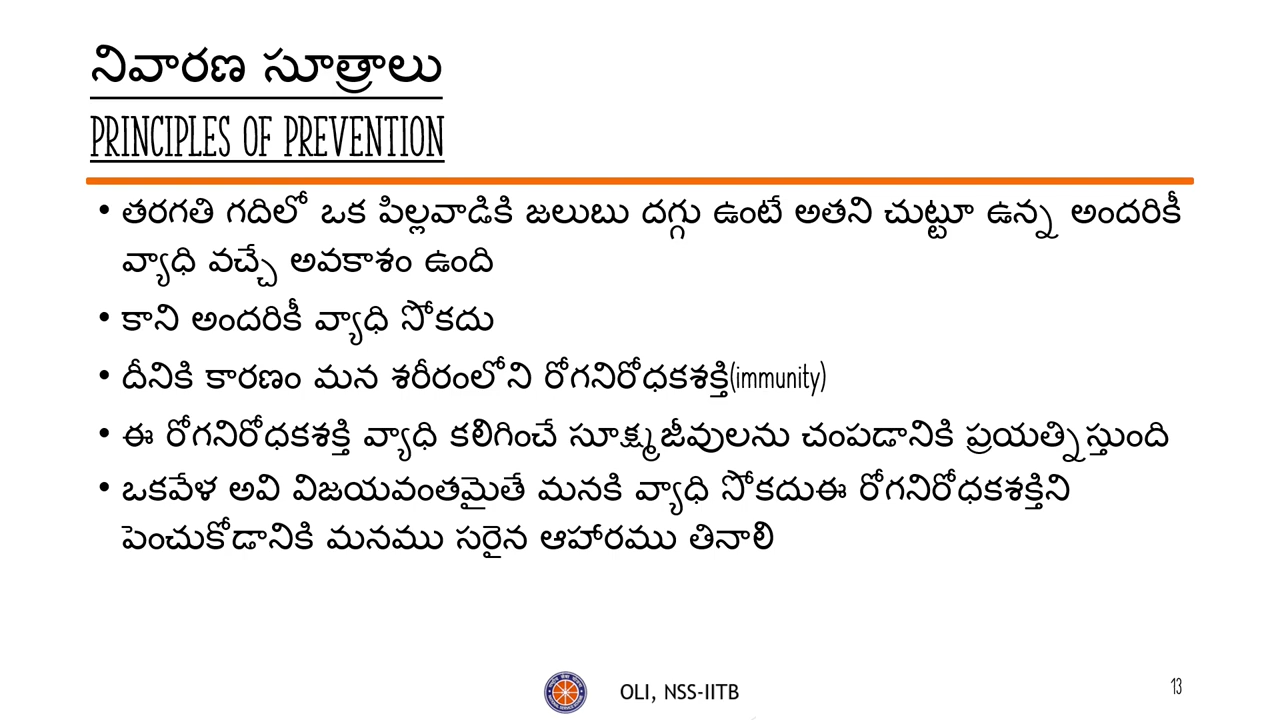 నివారణ సూత్రాలు
PRINCIPLES OF PREVENTION
• తరగతి గదిలో ఒక పిల్లవాడికి జలుబు దగ్గు ఉంటే అతని చుట్టూ ఉన్న అందరికీ
వ్యాధి వచ్చే అవకాశం ఉంది
• కాని అందరికీ వ్యాధి సోకదు
• దీనికి కారణం మన శరీరంలోని రోగనిరోధకశక్తి(immunity)
• ఈ రోగనిరోధకశక్తి వ్యాధి కలిగించే సూక్ష్మజీవులను చంపడానికి ప్రయత్నిస్తుంది
• ఒకవేళ అవి విజయవంతమైతే మనకి వ్యాధి సోకదుఈ రోగనిరోధకశక్తిని
పెంచుకోడానికి మనము సరైన ఆహారము తినాలి
OLI, NSS-IITB
13